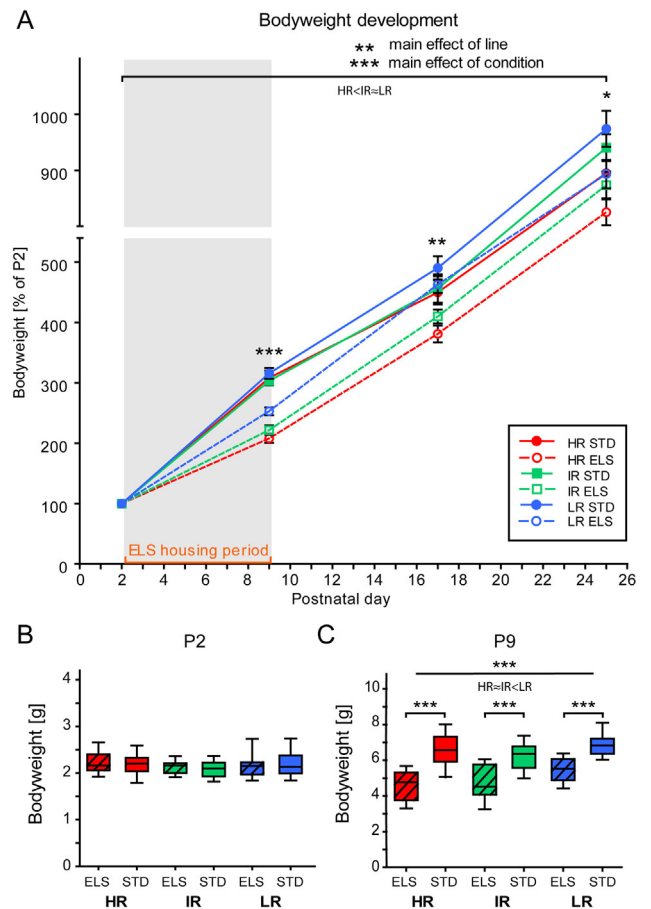 A
Bodyweight development
** main effect of line
*** main effect of condition
HR<IR≈LR
*
**
***
Bodyweight [% of P2]
1000
900
500
400
300
200
100
0
HR STD
HR ELS
IR STD
IR ELS
LR STD
LR ELS
ELS housing period
0 2 4 6 8 10 12 14 16 18 20 22 24 26
Postnatal day
B
P2
Bodyweight [g]
4
3
2
2
1
0
ELS STD ELS STD ELS STD
HR IR LR
C
P9
***
HR≈IR<LR
*** *** ***
Bodyweight [g]
10
8
6
4
2
0
ELS STD ELS STD ELS STD
HR IR LR